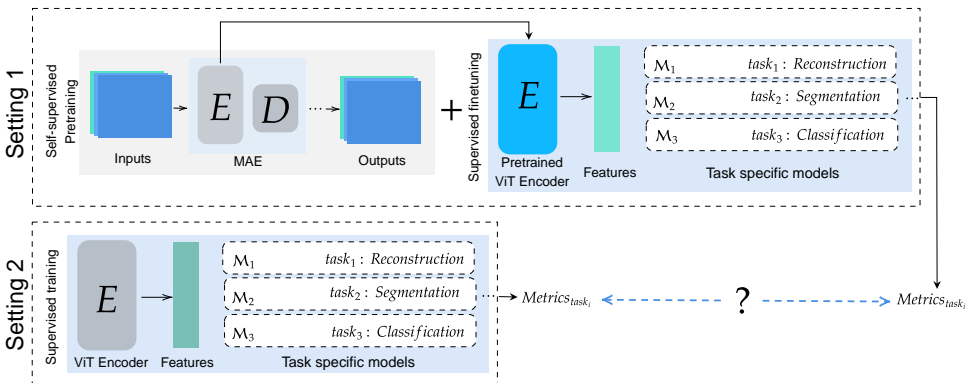 Setting 1
Self-supervised
Pretraining
Inputs
E
D
MAE
Outputs
+
Supervised finetuning
E
Pretrained
ViT Encoder
Features
M1 task1 : Reconstruction
M2 task2 : Segmentation
M3 task3 : Classification
Task specific models
Setting 2
Supervised training
E
ViT Encoder
Features
M1 task1 : Reconstruction
M2 task2 : Segmentation
M3 task3 : Classification
Task specific models
Metricstaski
?
Metricstaski